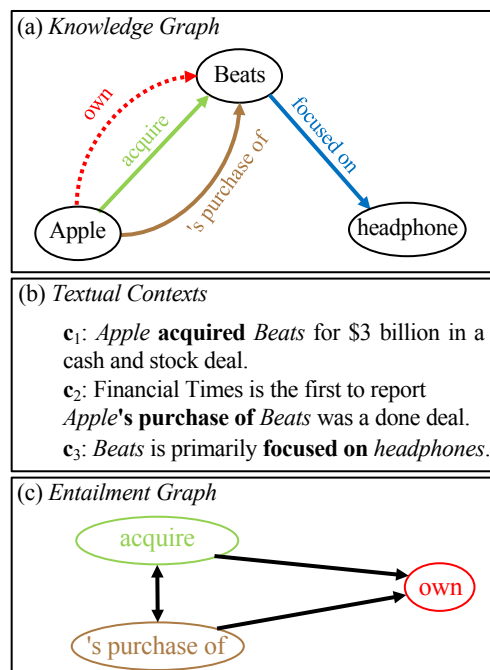 (a) Knowledge Graph
Beats
own
acquire
's purchase of
focused on
Apple
headphone
(b) Textual Contexts
c1: Apple acquired Beats for $3 billion in a
cash and stock deal.
c2: Financial Times is the first to report
Apple's purchase of Beats was a done deal.
c3: Beats is primarily focused on headphones.
(c) Entailment Graph
acquire
own
's purchase of